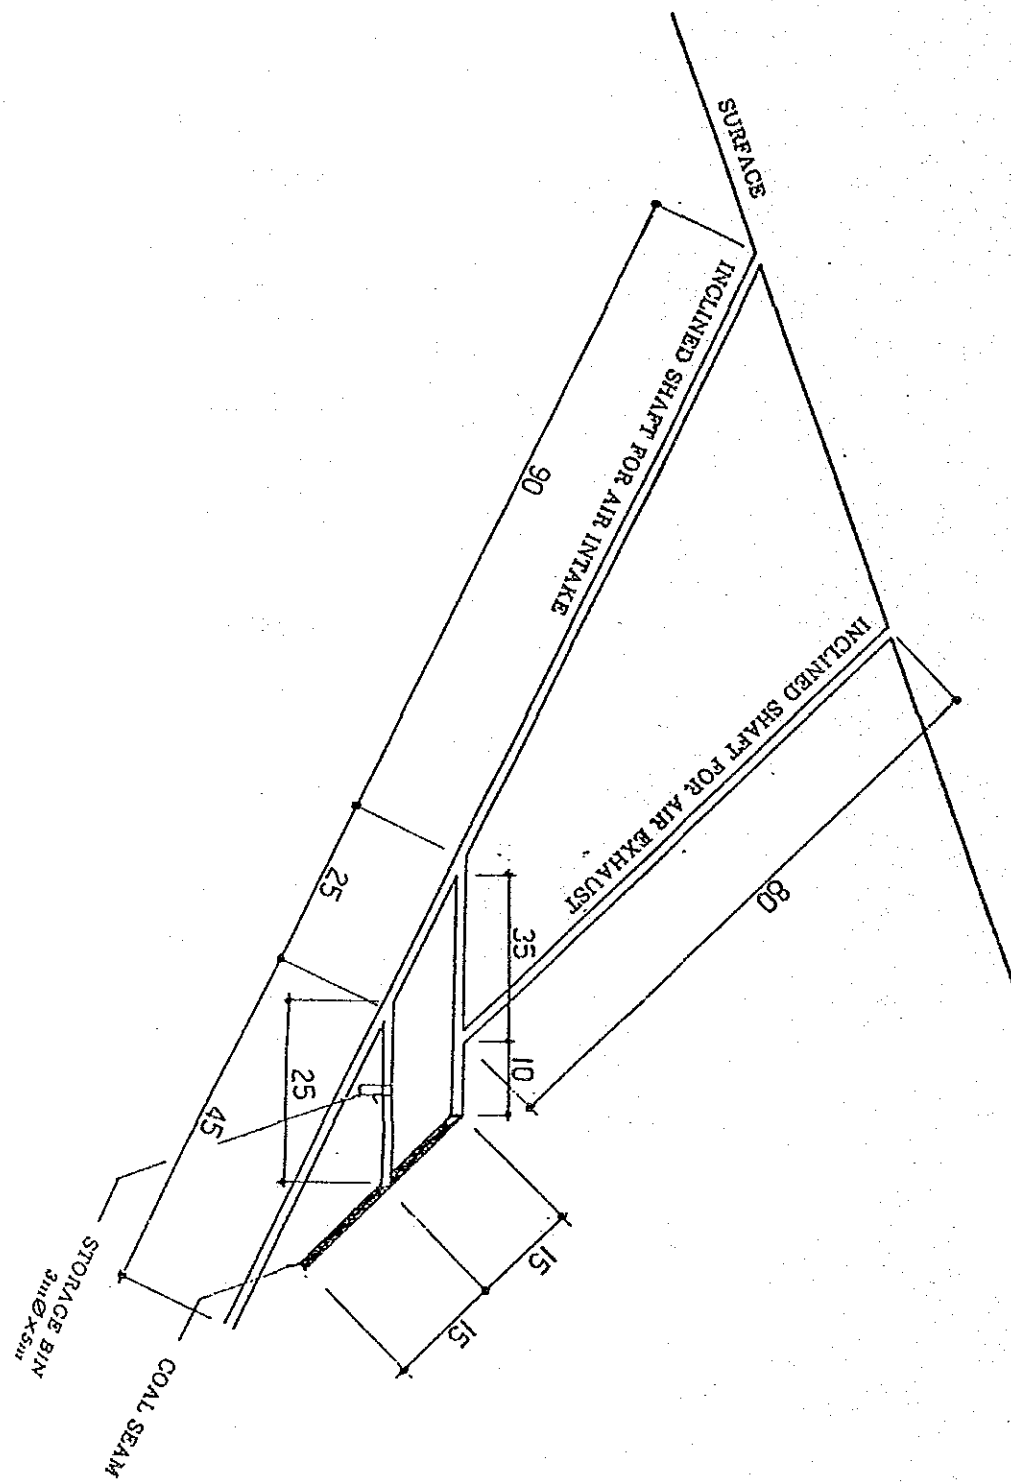 SURFACE
INCLINED SHAFT FOR AIR INTAKE
90
INCLINED SHAFT FOR AIR EXHAUST
80
25
35
10
25
45
15
15
STORAGE BIN
3mØ×5m
COAL SEAM